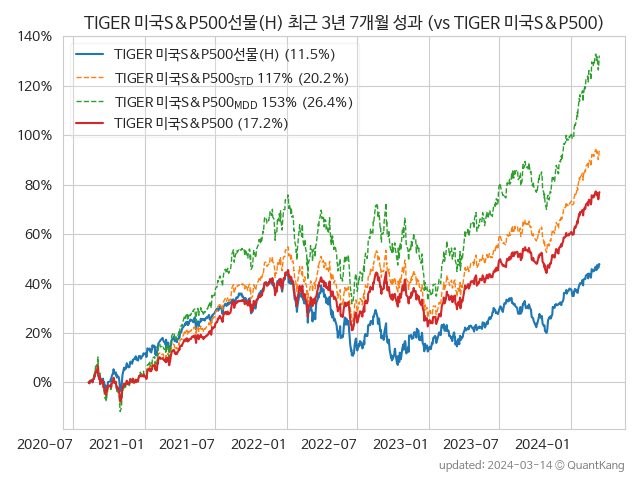 TIGER 미국S&P500선물(H) 최근 3년 7개월 성과 (vs TIGER 미국S&P500)
140%
120%
100%
80%
60%
40%
20%
0%
TIGER 미국S&P500선물(H) (11.5%)
TIGER 미국S&P500STD 117% (20.2%)
TIGER 미국S&P500MDD 153% (26.4%)
TIGER 미국S&P500 (17.2%)
2020-07 2021-01 2021-07 2022-01 2022-07 2023-01 2023-07 2024-01
updated: 2024-03-14 © QuantKang